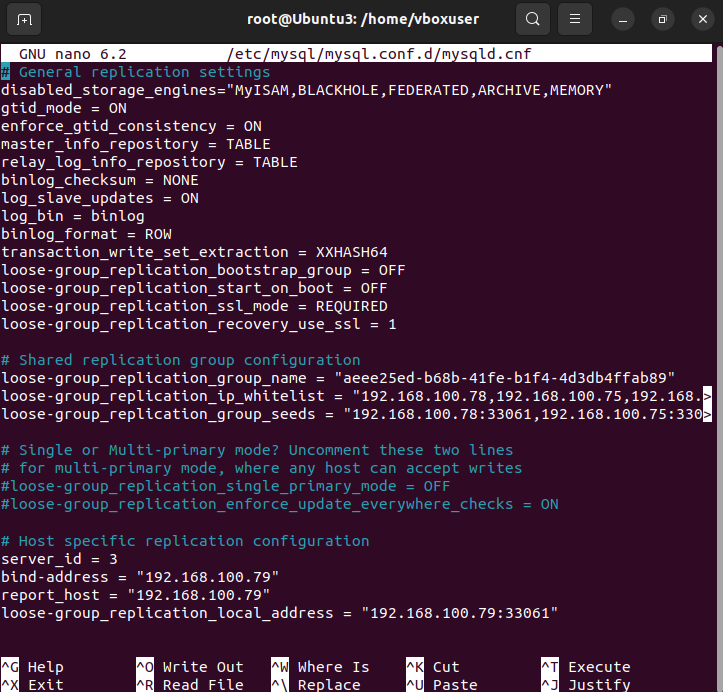 root@Ubuntu3: /home/vboxuser
GNU nano 6.2 /etc/mysql/mysql.conf.d/mysqld.cnf
# General replication settings
disabled_storage_engines="MyISAM,BLACKHOLE,FEDERATED,ARCHIVE,MEMORY"
gtid_mode = ON
enforce_gtid_consistency = ON
master_info_repository = TABLE
relay_log_info_repository = TABLE
binlog_checksum = NONE
log_slave_updates = ON
log_bin = binlog
binlog_format = ROW
transaction_write_set_extraction = XXHASH64
loose-group_replication_bootstrap_group = OFF
loose-group_replication_start_on_boot = OFF
loose-group_replication_ssl_mode = REQUIRED
loose-group_replication_recovery_use_ssl = 1
# Shared replication group configuration
loose-group_replication_group_name = "aeee25ed-b68b-41fe-b1f4-4d3db4ffab89"
loose-group_replication_ip_whitelist = "192.168.100.78,192.168.100.75,192.168.>
loose-group_replication_group_seeds = "192.168.100.78:33061,192.168.100.75:330>
# Single or Multi-primary mode? Uncomment these two lines
# for multi-primary mode, where any host can accept writes
#loose-group_replication_single_primary_mode = OFF
#loose-group_replication_enforce_update_everywhere_checks = ON
# Host specific replication configuration
server_id = 3
bind-address = "192.168.100.79"
report_host = "192.168.100.79"
loose-group_replication_local_address = "192.168.100.79:33061"
^G Help ^O Write Out ^W Where Is ^K Cut ^T Execute
^X Exit ^R Read File ^\ Replace ^U Paste ^J Justify